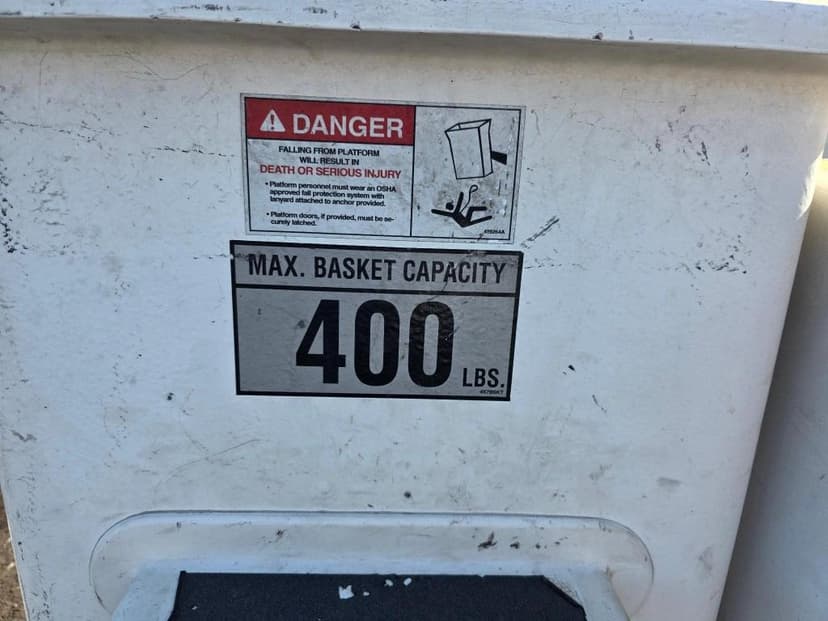 DANGER
FALLING FROM PLATFORM
WILL RESULT IN
DEATH OR SERIOUS INJURY
• Platform personnel must wear an OSHA
approved fall protection system with
lanyard attached to anchor provided.
• Platform doors, if provided, must be se-
curely latched.
MAX. BASKET CAPACITY
400
LBS.